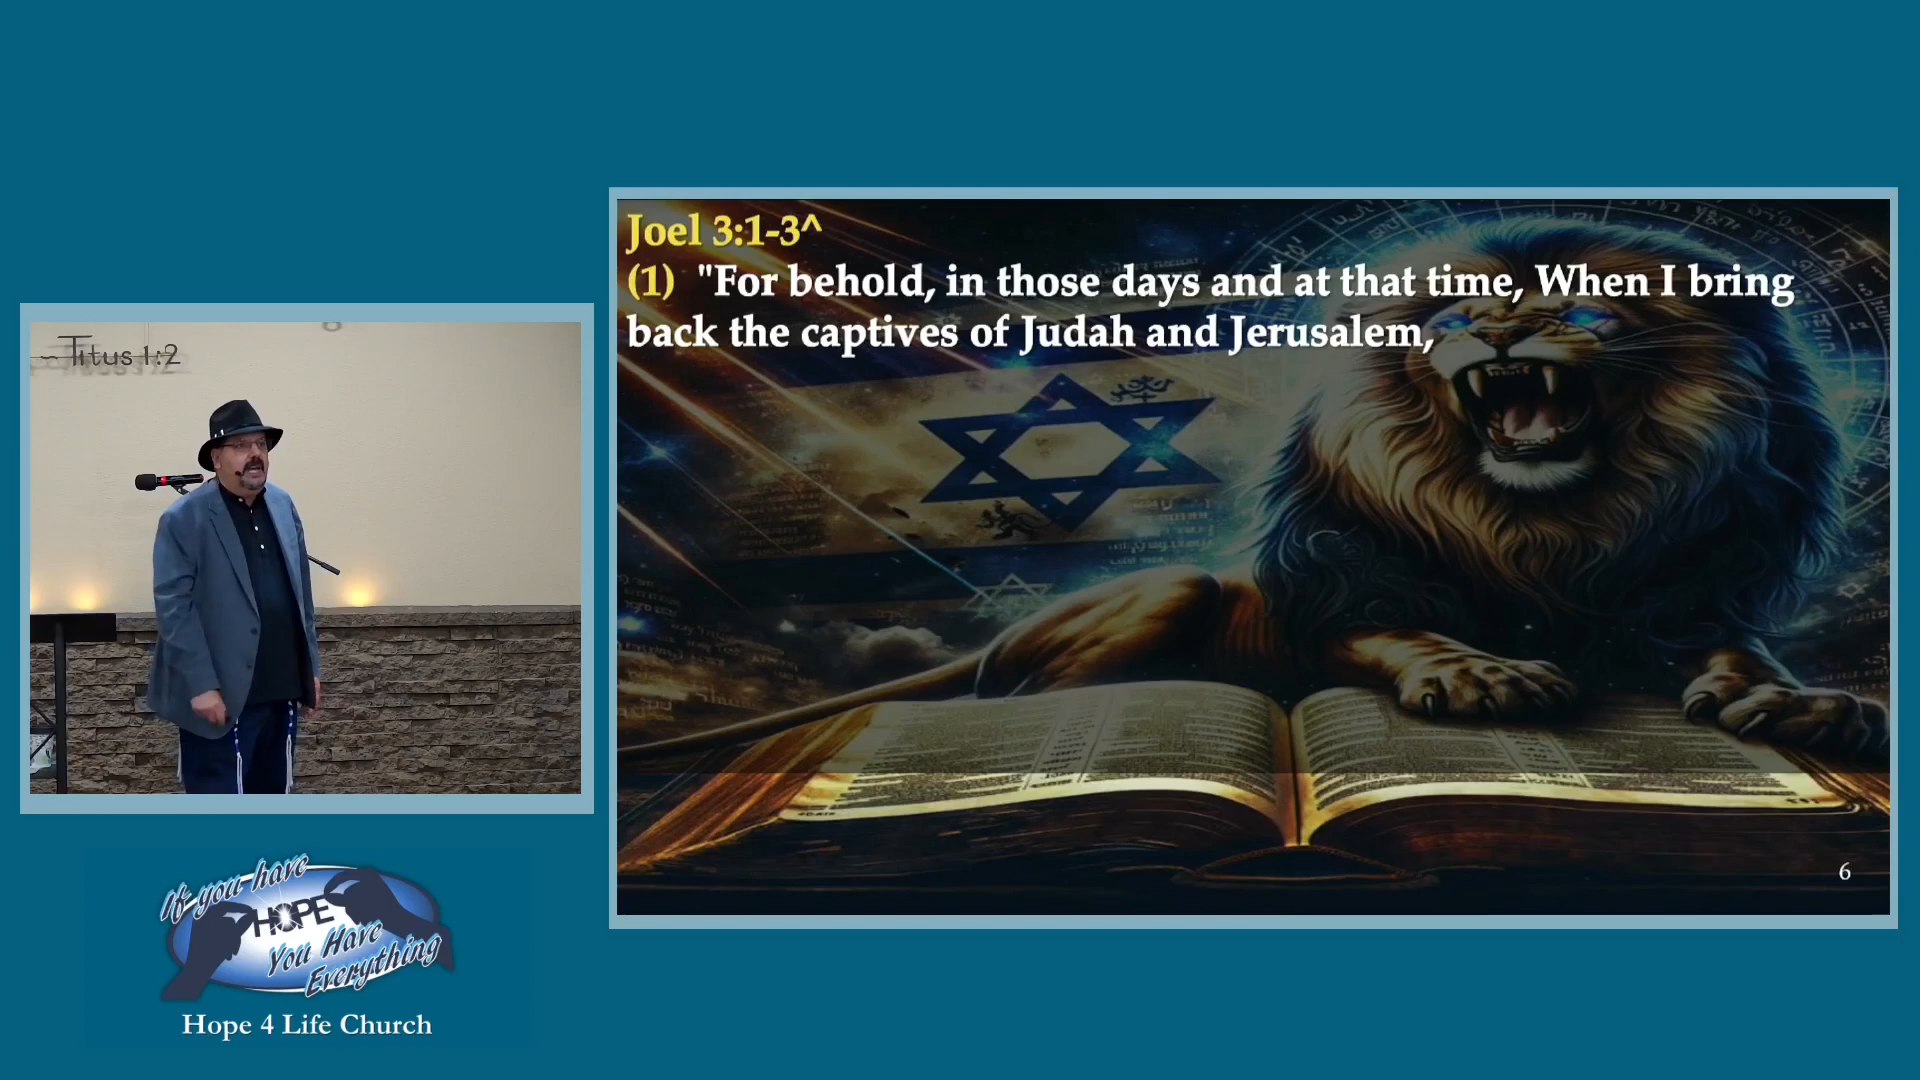 Joel 3:1-3^
(1) "For behold, in those days and at that time, When I bring
back the captives of Judah and Jerusalem,
6
~ Titus 1:2
If you have
HOPE
You Have
Everything
Hope 4 Life Church